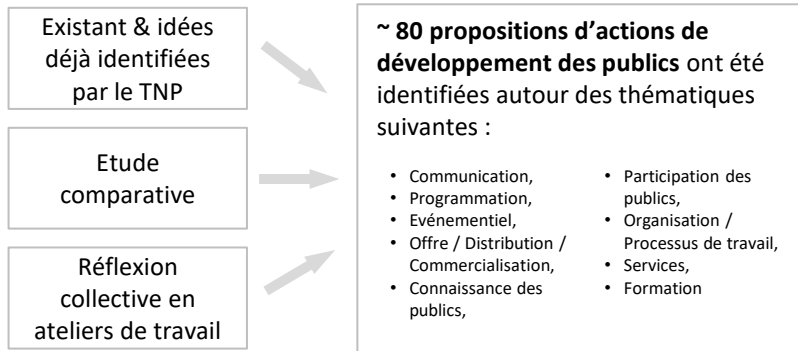 Existant & idées
déjà identifiées
par le TNP
Etude
comparative
Réflexion
collective en
ateliers de travail
~ 80 propositions d’actions de
développement des publics ont été
identifiées autour des thématiques
suivantes :
• Communication,
• Programmation,
• Evénementiel,
• Offre / Distribution /
Commercialisation,
• Connaissance des
publics,
• Participation des
publics,
• Organisation /
Processus de travail,
• Services,
• Formation